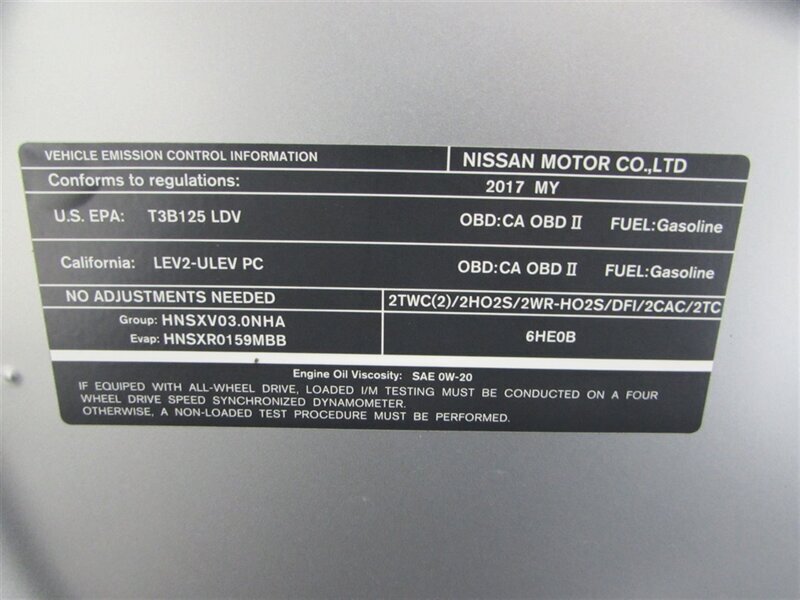 VEHICLE EMISSION CONTROL INFORMATION NISSAN MOTOR CO.,LTD
Conforms to regulations: 2017 MY
U.S. EPA: T3B125 LDV OBD:CA OBD II FUEL:Gasoline
California: LEV2-ULEV PC OBD:CA OBD II FUEL:Gasoline
NO ADJUSTMENTS NEEDED 2TWC(2)/2HO2S/2WR-HO2S/DFI/2CAC/2TC
Group: HNSXV03.0NHA
Evap: HNSXR0159MBB 6HE0B
Engine Oil Viscosity: SAE 0W-20
IF EQUIPED WITH ALL-WHEEL DRIVE, LOADED I/M TESTING MUST BE CONDUCTED ON A FOUR
WHEEL DRIVE SPEED SYNCHRONIZED DYNAMOMETER.
OTHERWISE, A NON-LOADED TEST PROCEDURE MUST BE PERFORMED.